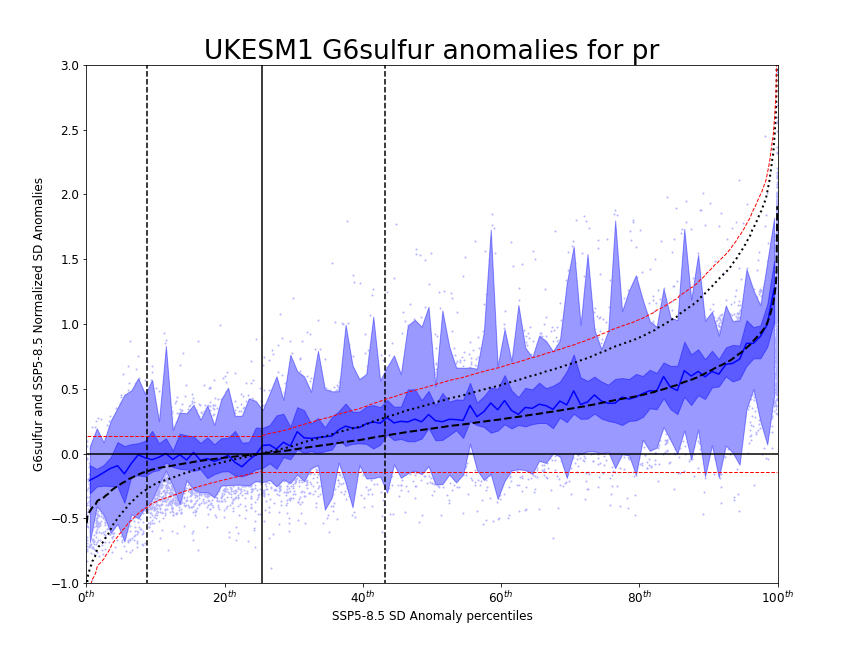 UKESM1 G6sulfur anomalies for pr
3.0
2.5
2.0
1.5
1.0
0.5
0.0
−0.5
−1.0
G6sulfur and SSP5-8.5 Normalized SD Anomalies
0th 20th 40th 60th 80th 100th
SSP5-8.5 SD Anomaly percentiles